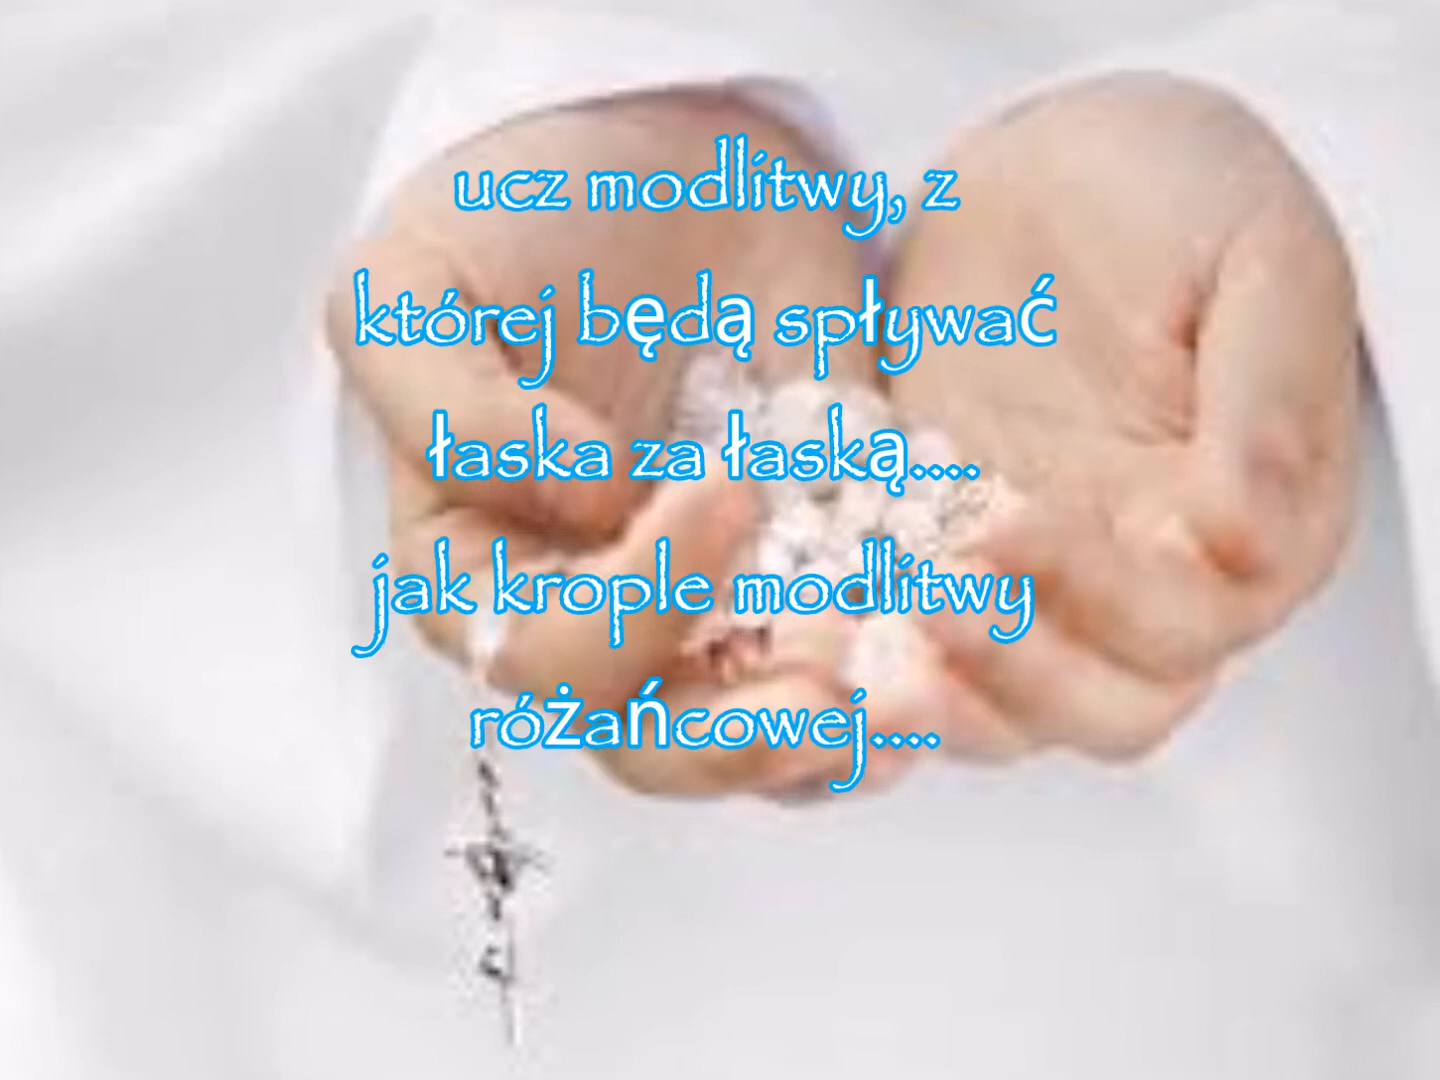 ucz modlitwy, z
której będą spływać
łaska za łaską....
jak krople modlitwy
różańcowej....